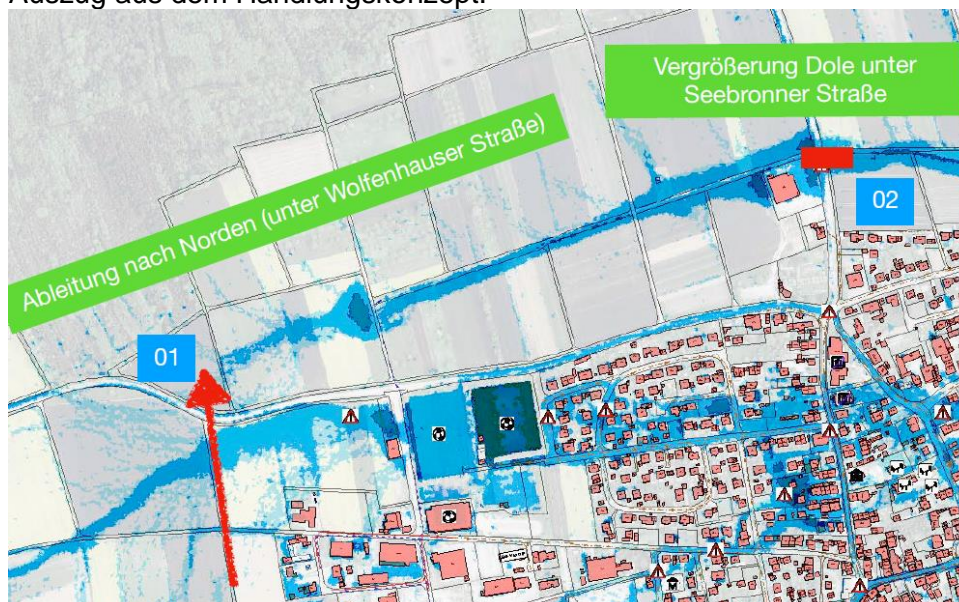 Auszug aus dem Handlungskonzept:
Vergrößerung Dole unter
Seebronner Straße
Ableitung nach Norden (unter Wolfenhauser Straße)
02
01